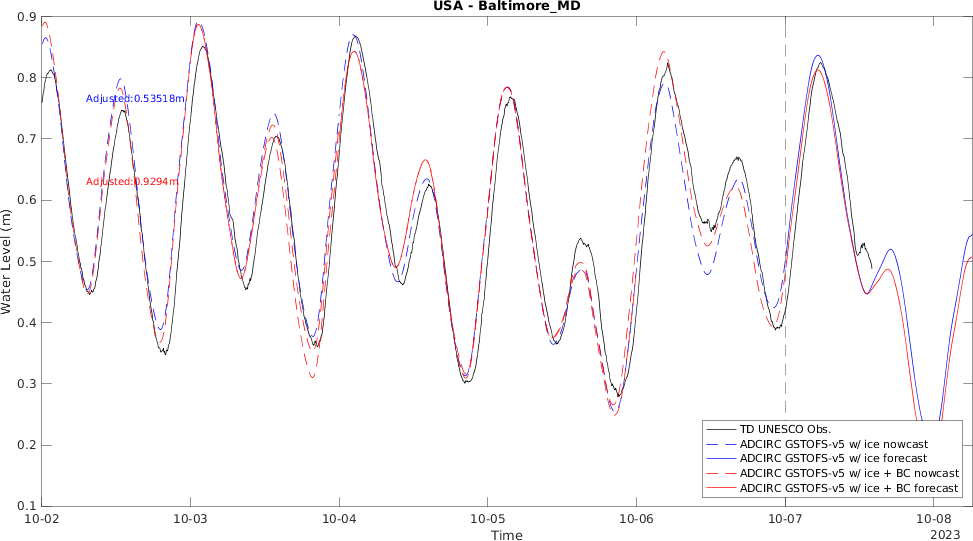 USA - Baltimore_MD
0.9
0.8
Adjusted:0.53518m
0.7
Adjusted:0.9294m
0.6
Water Level (m)
0.5
0.4
0.3
0.2
0.1
TD UNESCO Obs.
ADCIRC GSTOFS-v5 w/ ice nowcast
ADCIRC GSTOFS-v5 w/ ice forecast
ADCIRC GSTOFS-v5 w/ ice + BC nowcast
ADCIRC GSTOFS-v5 w/ ice + BC forecast
10-02 10-03 10-04 10-05 10-06 10-07 10-08
Time
2023